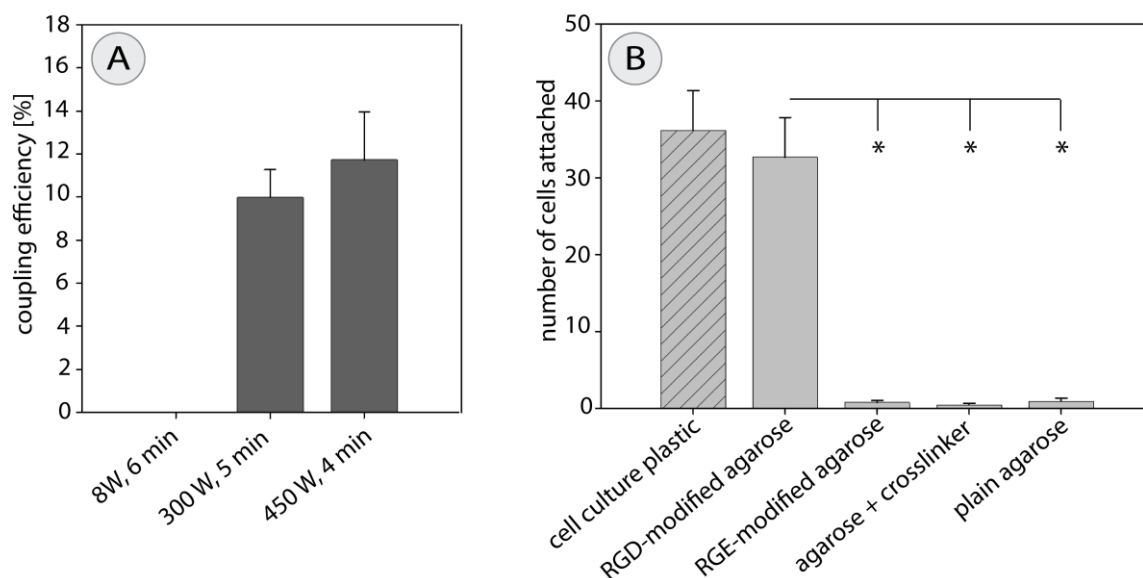 A
coupling efficiency [%]
18
16
14
12
10
8
6
4
2
0
8W, 6 min
300 W, 5 min
450 W, 4 min
B
number of cells attached
50
40
30
20
10
0
* * *
cell culture plastic
RGD-modified agarose
RGE-modified agarose
agarose + crosslinker
plain agarose